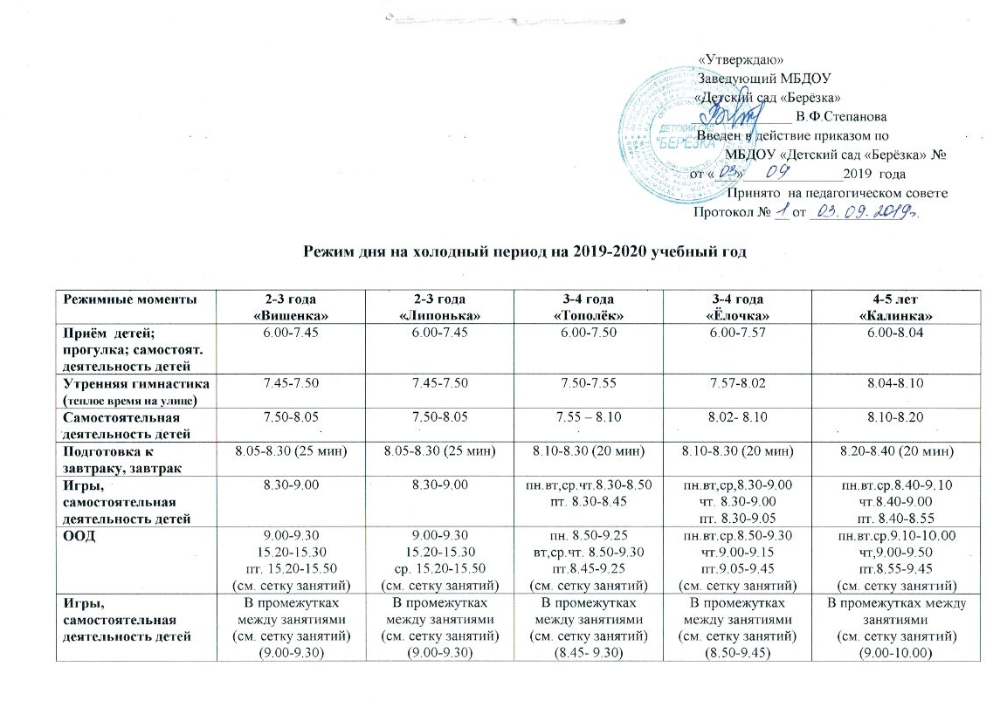 «Утверждаю»
Заведующий МБДОУ
«Детский сад «Берёзка»
______________ В.Ф.Степанова
Введен в действие приказом по
МБДОУ «Детский сад «Берёзка» №
от «03»  09  2019 года
Принято на педагогическом совете
Протокол № 1 от 03.09.2019г.
ДЕТСКИЙ САД
"БЕРЁЗКА"
Режим дня на холодный период на 2019-2020 учебный год
Режимные моменты | 2-3 года | 2-3 года | 3-4 года | 3-4 года | 4-5 лет
«Вишенка» | «Липонька» | «Тополёк» | «Ёлочка» | «Калинка»
Приём детей; | 6.00-7.45 | 6.00-7.45 | 6.00-7.50 | 6.00-7.57 | 6.00-8.04
прогулка; самостоят.
деятельность детей
Утренняя гимнастика | 7.45-7.50 | 7.45-7.50 | 7.50-7.55 | 7.57-8.02 | 8.04-8.10
(теплое время на улице)
Самостоятельная | 7.50-8.05 | 7.50-8.05 | 7.55 – 8.10 | 8.02- 8.10 | 8.10-8.20
деятельность детей
Подготовка к | 8.05-8.30 (25 мин) | 8.05-8.30 (25 мин) | 8.10-8.30 (20 мин) | 8.10-8.30 (20 мин) | 8.20-8.40 (20 мин)
завтраку, завтрак
Игры, | 8.30-9.00 | 8.30-9.00 | пн.вт,ср.чт.8.30-8.50 | пн.вт,ср,8.30-9.00 | пн.вт.ср.8.40-9.10
самостоятельная | пт. 8.30-8.45 | чт. 8.30-9.00 | чт.8.40-9.00
деятельность детей | пт. 8.30-9.05 | пт. 8.40-8.55
ООД | 9.00-9.30 | 9.00-9.30 | пн. 8.50-9.25 | пн.вт.ср.8.50-9.30 | пн.вт.ср.9.10-10.00
15.20-15.30 | 15.20-15.30 | вт,ср.чт. 8.50-9.30 | чт.9.00-9.15 | чт,9.00-9.50
пт. 15.20-15.50 | ср. 15.20-15.50 | пт.8.45-9.25 | пт.9.05-9.45 | пт.8.55-9.45
(см. сетку занятий) | (см. сетку занятий) | (см. сетку занятий) | (см. сетку занятий) | (см. сетку занятий)
Игры, | В промежутках | В промежутках | В промежутках | В промежутках | В промежутках между
самостоятельная | между занятиями | между занятиями | между занятиями | между занятиями | занятиями
деятельность детей | (см. сетку занятий) | (см. сетку занятий) | (см. сетку занятий) | (см. сетку занятий) | (см. сетку занятий)
(9.00-9.30) | (9.00-9.30) | (8.45- 9.30) | (8.50-9.45) | (9.00-10.00)